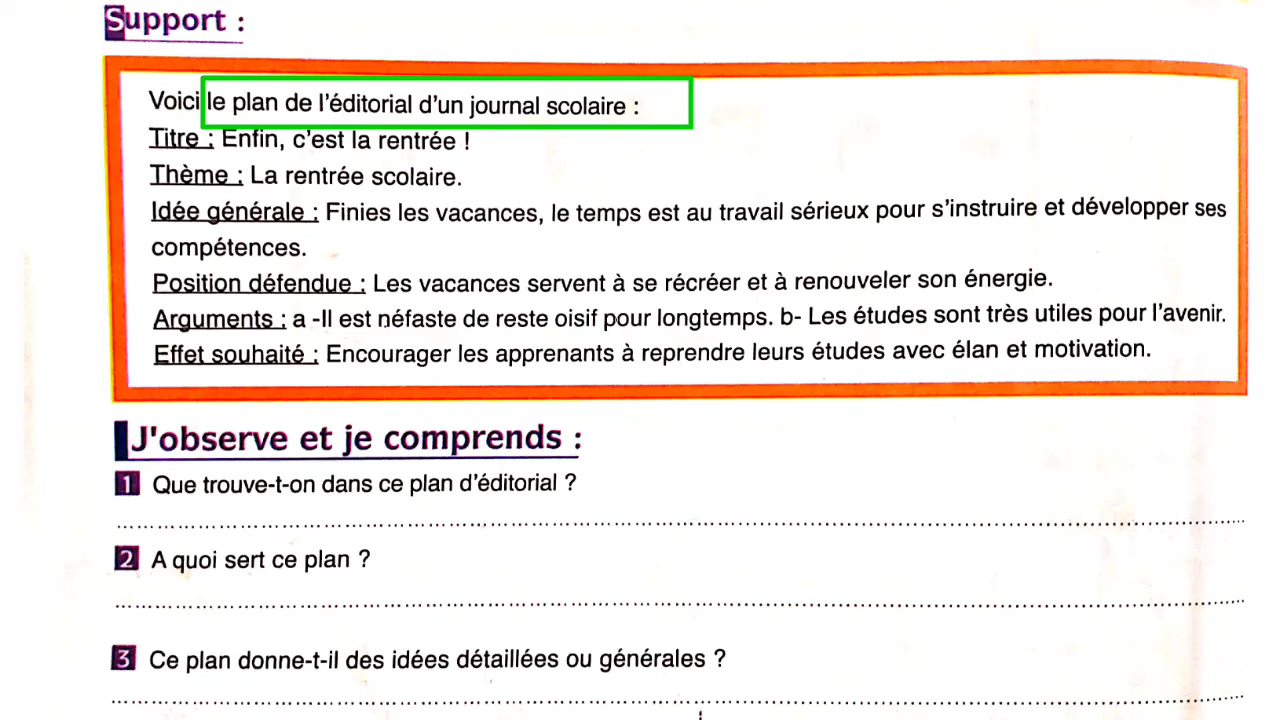 Support :
Voici le plan de l'éditorial d'un journal scolaire :
Titre : Enfin, c'est la rentrée !
Thème : La rentrée scolaire.
Idée générale : Finies les vacances, le temps est au travail sérieux pour s'instruire et développer ses
compétences.
Position défendue : Les vacances servent à se récréer et à renouveler son énergie.
Arguments : a -Il est néfaste de reste oisif pour longtemps. b- Les études sont très utiles pour l'avenir.
Effet souhaité : Encourager les apprenants à reprendre leurs études avec élan et motivation.
J'observe et je comprends :
1 Que trouve-t-on dans ce plan d'éditorial ?
2 A quoi sert ce plan ?
3 Ce plan donne-t-il des idées détaillées ou générales ?